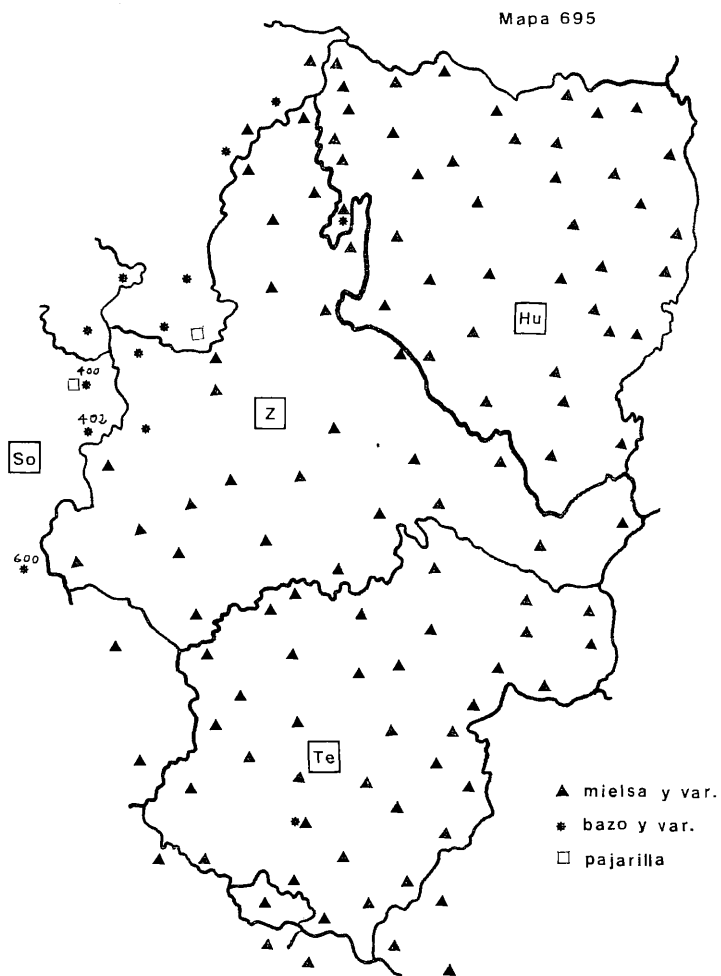 Mapa 695
Hu
400
Z
402
So
600
Te
mielsa y var.
bazo y var.
pajarilla